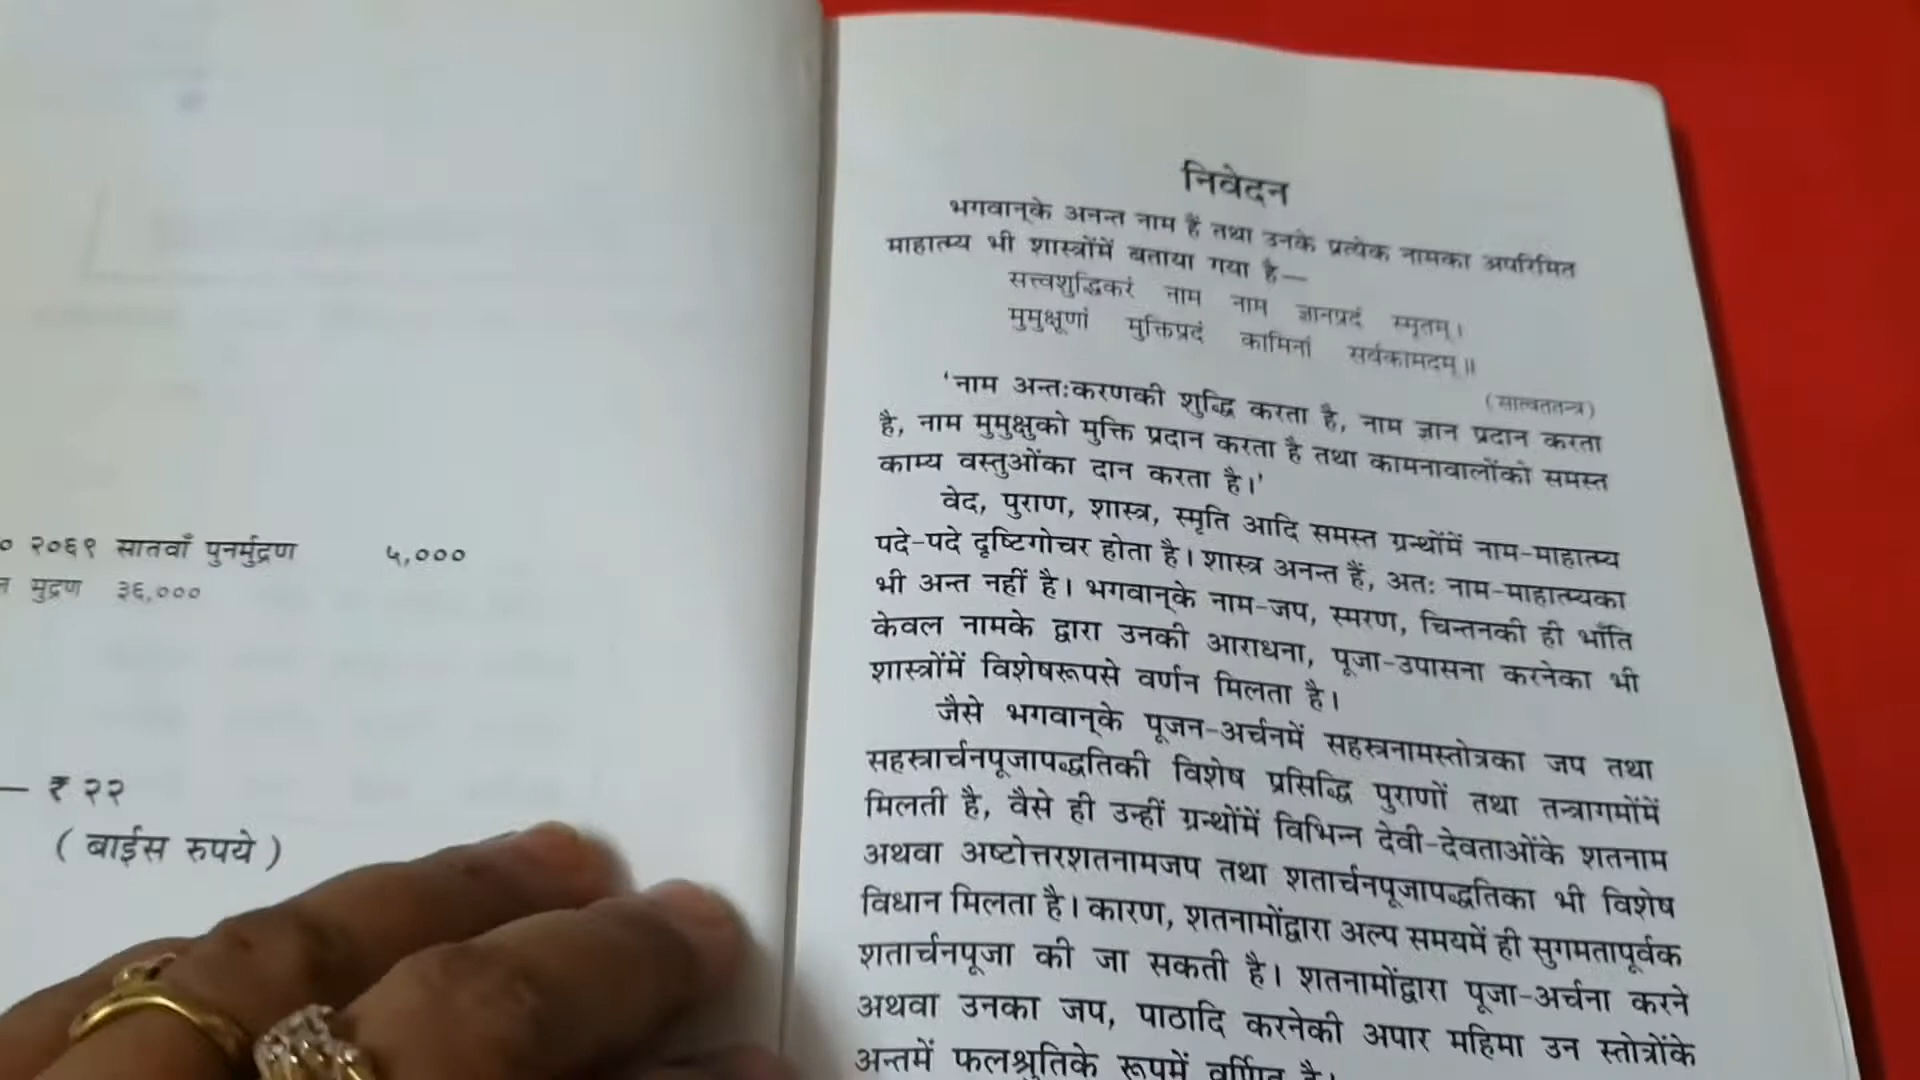 ० २०६९ सातवाँ पुनर्मुद्रण ५,०००
मुद्रण ३६,०००
— ₹ २२
( बाईस रुपये )
निवेदन
भगवान्‌के अनन्त नाम हैं तथा उनके प्रत्येक नामका अपरिमित
माहात्म्य भी शास्त्रोंमें बताया गया है—
सत्त्वशुद्धिकरं नाम नाम ज्ञानप्रदं स्मृतम्।
मुमुक्षूणां मुक्तिप्रदं कामिनां सर्वकामदम्॥
(सात्वततन्त्र)
‘नाम अन्तःकरणकी शुद्धि करता है, नाम ज्ञान प्रदान करता
है, नाम मुमुक्षुको मुक्ति प्रदान करता है तथा कामनावालोंको समस्त
काम्य वस्तुओंका दान करता है।’
वेद, पुराण, शास्त्र, स्मृति आदि समस्त ग्रन्थोंमें नाम-माहात्म्य
पदे-पदे दृष्टिगोचर होता है। शास्त्र अनन्त हैं, अतः नाम-माहात्म्यका
भी अन्त नहीं है। भगवान्‌के नाम-जप, स्मरण, चिन्तनकी ही भाँति
केवल नामके द्वारा उनकी आराधना, पूजा-उपासना करनेका भी
शास्त्रोंमें विशेषरूपसे वर्णन मिलता है।
जैसे भगवान्‌के पूजन-अर्चनमें सहस्रनामस्तोत्रका जप तथा
सहस्रार्चनपूजापद्धतिकी विशेष प्रसिद्धि पुराणों तथा तन्त्रागमोंमें
मिलती है, वैसे ही उन्हीं ग्रन्थोंमें विभिन्न देवी-देवताओंके शतनाम
अथवा अष्टोत्तरशतनामजप तथा शतार्चनपूजापद्धतिका भी विशेष
विधान मिलता है। कारण, शतनामोंद्वारा अल्प समयमें ही सुगमतापूर्वक
शतार्चनपूजा की जा सकती है। शतनामोंद्वारा पूजा-अर्चना करने
अथवा उनका जप, पाठादि करनेकी अपार महिमा उन स्तोत्रोंके
अन्तमें फलश्रुतिके रूपमें वर्णित है।